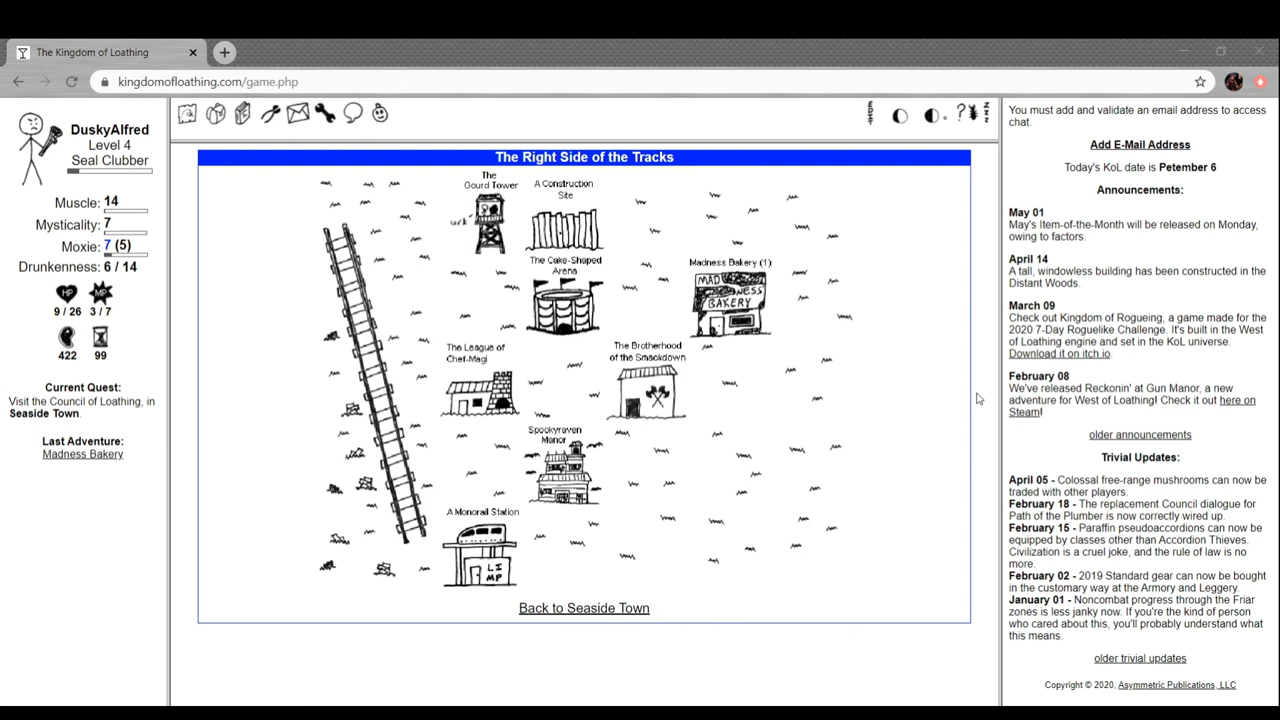 The Kingdom of Loathing
kingdomofloathing.com/game.php
DuskyAlfred
Level 4
Seal Clubber
Muscle: 14
Mysticality: 7
Moxie: 7 (5)
Drunkenness: 6 / 14
HP
MP
9 / 26
3 / 7
422
99
Current Quest:
Visit the Council of Loathing, in
Seaside Town.
Last Adventure:
Madness Bakery
The Right Side of the Tracks
The
Gourd Tower
A Construction
Site
The Cake-Shaped
Arena
Madness Bakery (1)
MAD
NESS
BAKERY
The League of
Chef-Magi
The Brotherhood
of the Smackdown
Spookyraven
Manor
A Monorail Station
LI
MP
Back to Seaside Town
You must add and validate an email address to access
chat.
Add E-Mail Address
Today's KoL date is Petember 6
Announcements:
May 01
May's Item-of-the-Month will be released on Monday,
owing to factors.
April 14
A tall, windowless building has been constructed in the
Distant Woods.
March 09
Check out Kingdom of Rogueing, a game made for the
2020 7-Day Roguelike Challenge. It's built in the West
of Loathing engine and set in the KoL universe.
Download it on itch.io.
February 08
We've released Reckonin' at Gun Manor, a new
adventure for West of Loathing! Check it out here on
Steam!
older announcements
Trivial Updates:
April 05 - Colossal free-range mushrooms can now be
traded with other players.
February 18 - The replacement Council dialogue for
Path of the Plumber is now correctly wired up.
February 15 - Paraffin pseudoaccordions can now be
equipped by classes other than Accordion Thieves.
Civilization is a cruel joke, and the rule of law is no
more.
February 02 - 2019 Standard gear can now be bought
in the customary way at the Armory and Leggery.
January 01 - Noncombat progress through the Friar
zones is less janky now. If you're the kind of person
who cared about this, you'll probably understand what
this means.
older trivial updates
Copyright © 2020, Asymmetric Publications, LLC